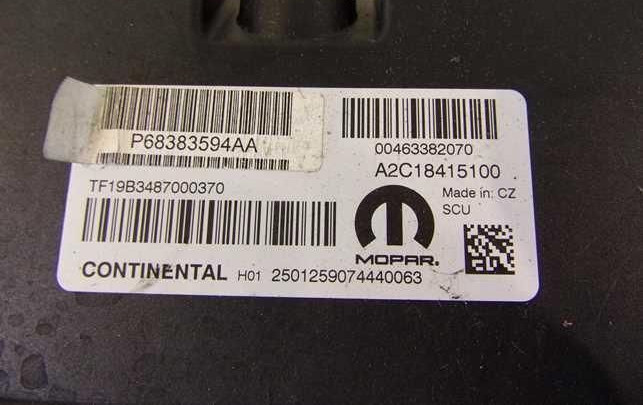 P68383594AA
00463382070
A2C18415100
TF19B3487000370
Made in: CZ
SCU
MOPAR.
CONTINENTAL H01 2501259074440063